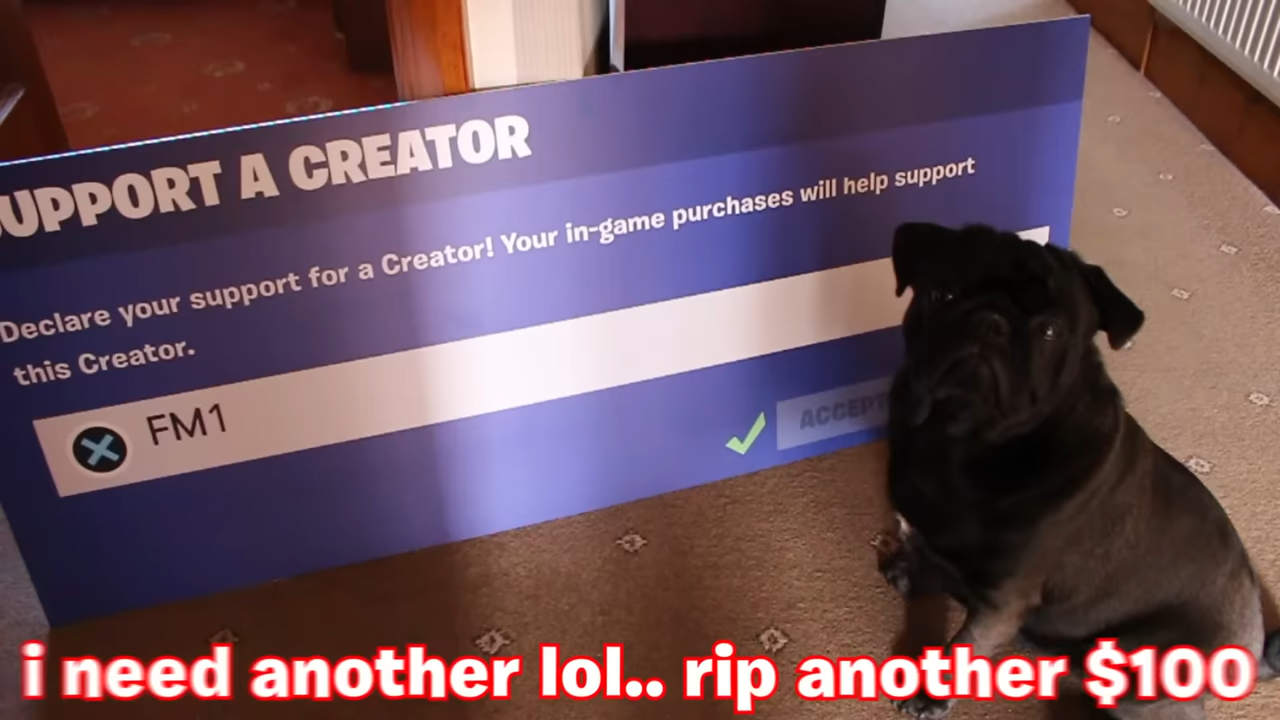 SUPPORT A CREATOR
Declare your support for a Creator! Your in-game purchases will help support
this Creator.
FM1
ACCEPT
i need another lol.. rip another $100